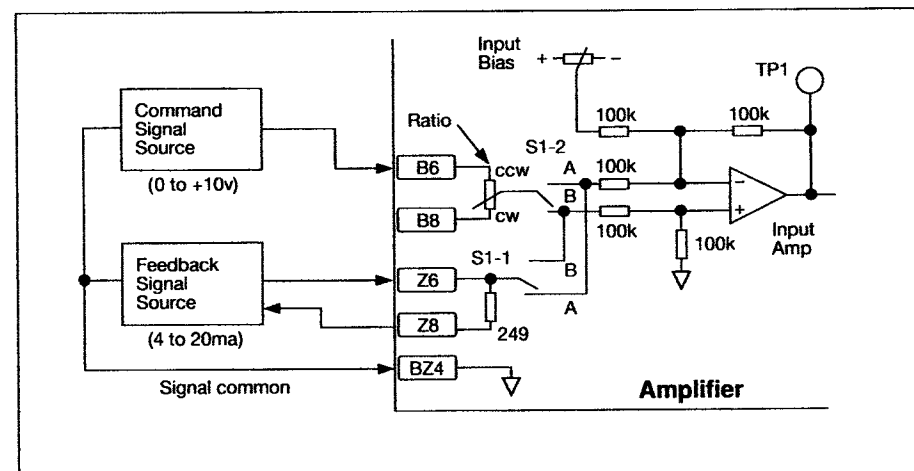 Command
Signal
Source
(0 to +10v)
Feedback
Signal
Source
(4 to 20ma)
Signal common
Ratio
B6
B8
Z6
Z8
BZ4
ccw
cw
S1-2
A
B
S1-1
B
A
249
Input
Bias
+
-
100k
100k
TP1
100k
100k
100k
-
+
Input
Amp
Amplifier